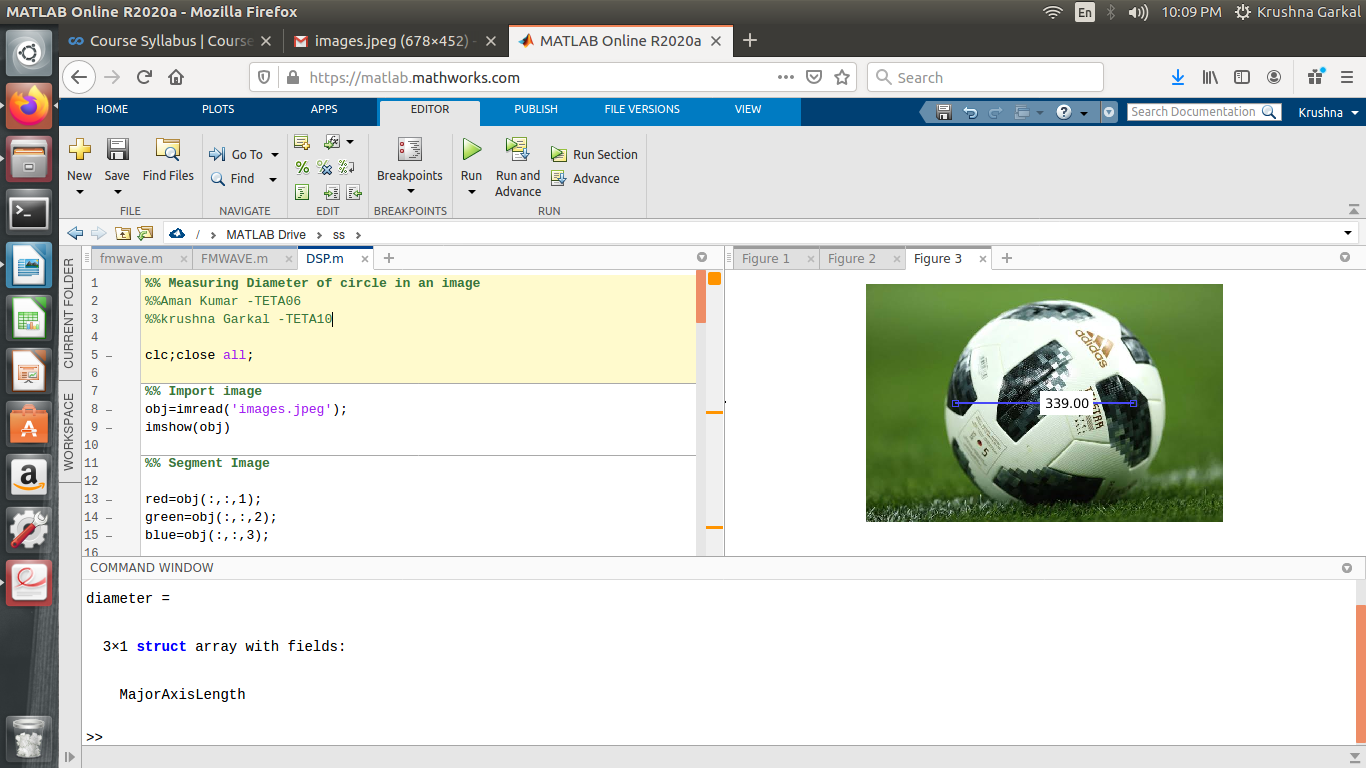 MATLAB Online R2020a - Mozilla Firefox
En
10:09 PM
Krushna Garkal
Course Syllabus | Course
images.jpeg (678×452) -
MATLAB Online R2020a
https://matlab.mathworks.com
Search
HOME
PLOTS
APPS
EDITOR
PUBLISH
FILE VERSIONS
VIEW
Search Documentation
Krushna
New
Save
Find Files
Go To
Find
Breakpoints
Run
Run and
Advance
Run Section
Advance
FILE
NAVIGATE
EDIT
BREAKPOINTS
RUN
/ › MATLAB Drive › ss ›
CURRENT FOLDER
WORKSPACE
fmwave.m
FMWAVE.m
DSP.m
1 %% Measuring Diameter of circle in an image
2 %%Aman Kumar -TETA06
3 %%krushna Garkal -TETA10
4
5 – clc;close all;
6
7 %% Import image
8 – obj=imread('images.jpeg');
9 – imshow(obj)
10
11 %% Segment Image
12
13 – red=obj(:,:,1);
14 – green=obj(:,:,2);
15 – blue=obj(:,:,3);
16
Figure 1
Figure 2
Figure 3
adidas
339.00
COMMAND WINDOW
diameter =
3×1 struct array with fields:
MajorAxisLength
>>